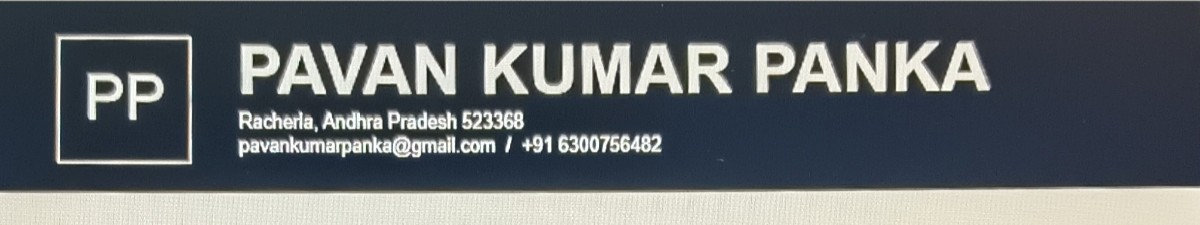 PP
PAVAN KUMAR PANKA
Racherla, Andhra Pradesh 523368
pavankumarpanka@gmail.com / +91 6300756482